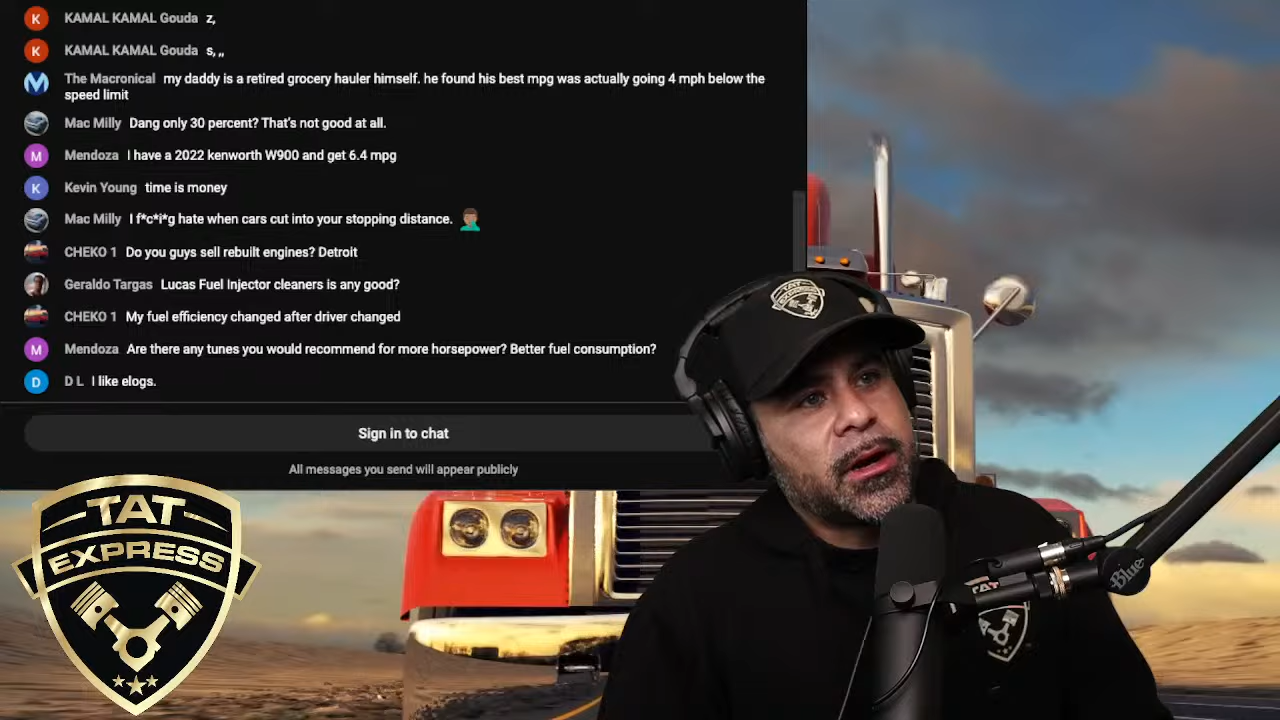 K KAMAL KAMAL Gouda z,
K KAMAL KAMAL Gouda s, ,,
The Macronical my daddy is a retired grocery hauler himself. he found his best mpg was actually going 4 mph below the
speed limit
Mac Milly Dang only 30 percent? That's not good at all.
M Mendoza I have a 2022 kenworth W900 and get 6.4 mpg
K Kevin Young time is money
Mac Milly I f*c*i*g hate when cars cut into your stopping distance.
CHEKO 1 Do you guys sell rebuilt engines? Detroit
Geraldo Targas Lucas Fuel Injector cleaners is any good?
CHEKO 1 My fuel efficiency changed after driver changed
M Mendoza Are there any tunes you would recommend for more horsepower? Better fuel consumption?
D D L I like elogs.
Sign in to chat
All messages you send will appear publicly
TAT
EXPRESS
TAT
EXPRESS
Blue
TAT